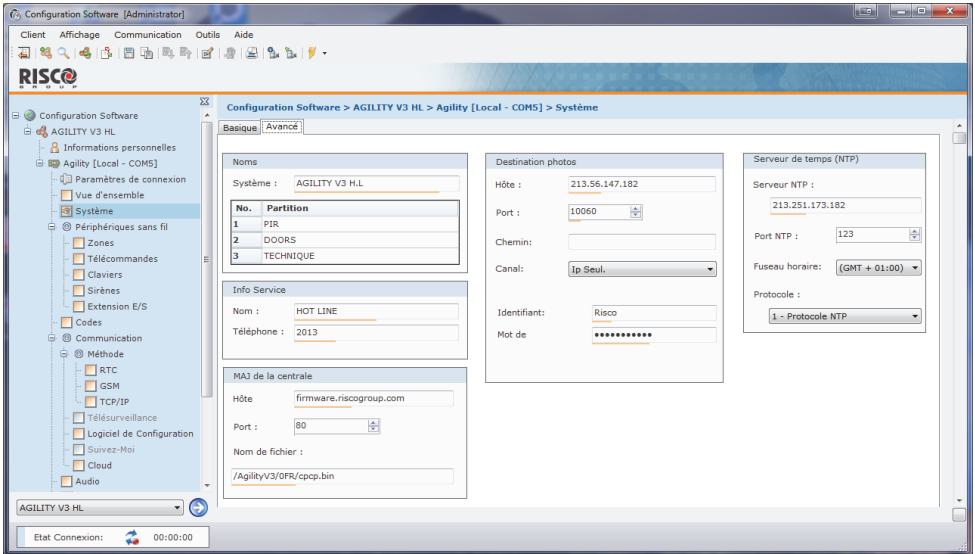 Configuration Software [Administrator]
Client Affichage Communication Outils Aide
RISCO
GROUP
Configuration Software
AGILITY V3 HL
Informations personnelles
Agility [Local - COM5]
Paramètres de connexion
Vue d'ensemble
Système
Périphériques sans fil
Zones
Télécommandes
Claviers
Sirènes
Extension E/S
Codes
Communication
Méthode
RTC
GSM
TCP/IP
Télésurveillance
Logiciel de Configuration
Suivez-Moi
Cloud
Audio
AGILITY V3 HL
Configuration Software > AGILITY V3 HL > Agility [Local - COM5] > Système
Basique Avancé
Noms
Système : AGILITY V3 H.L
No. Partition
1 PIR
2 DOORS
3 TECHNIQUE
Info Service
Nom : HOT LINE
Téléphone : 2013
MAJ de la centrale
Hôte firmware.riscogroup.com
Port : 80
Nom de fichier :
/AgilityV3/0FR/cpcp.bin
Destination photos
Hôte : 213.56.147.182
Port : 10060
Chemin:
Canal: Ip Seul.
Identifiant: Risco
Mot de •••••••••••
Serveur de temps (NTP)
Serveur NTP :
213.251.173.182
Port NTP : 123
Fuseau horaire: (GMT + 01:00)
Protocole :
1 - Protocole NTP
Etat Connexion: 00:00:00